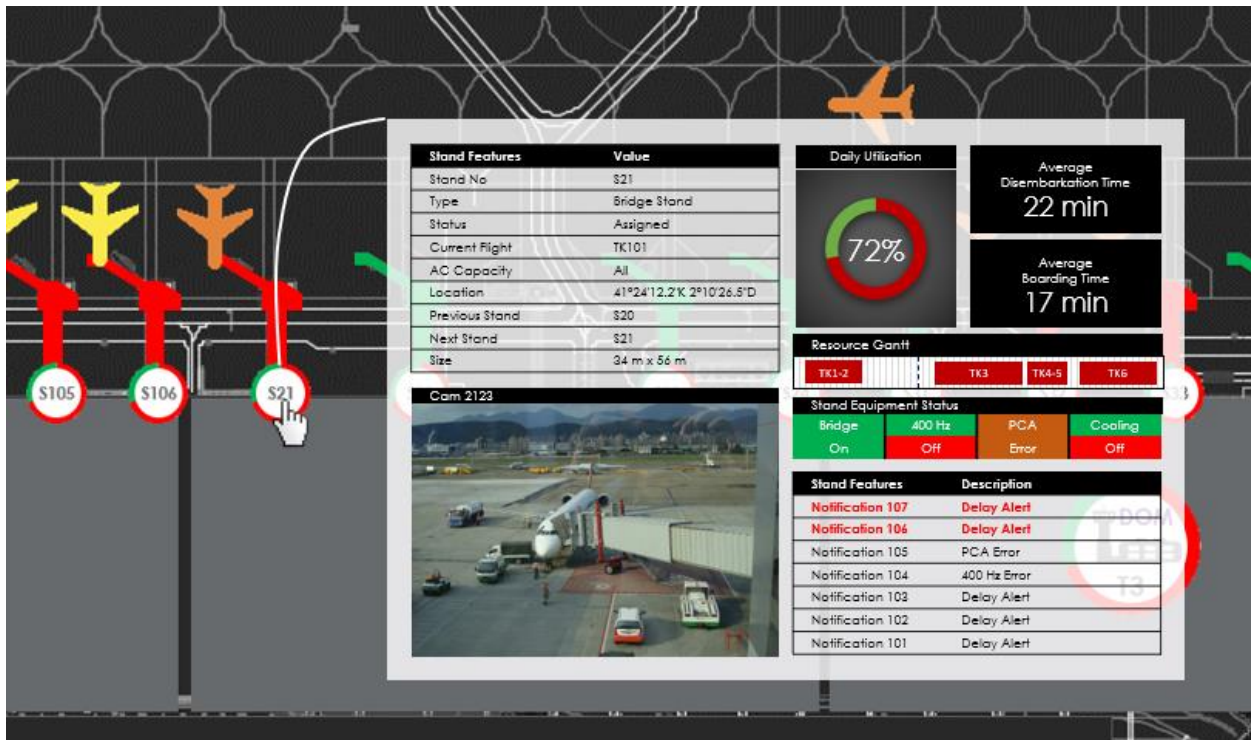 S105
S106
S21
Stand Features Value
Stand No S21
Type Bridge Stand
Status Assigned
Current Flight TK101
AC Capacity All
Location 41°24'12.2'K 2°10'26.5"D
Previous Stand S20
Next Stand S21
Size 34 m x 56 m
Cam 2123
Daily Utilisation
72%
Average
Disembarkation Time
22 min
Average
Boarding Time
17 min
Resource Gantt
TK1-2 TK3 TK4-5 TK6
Stand Equipment Status
Bridge 400 Hz PCA Cooling
On Off Error Off
Stand Features Description
Notification 107 Delay Alert
Notification 106 Delay Alert
Notification 105 PCA Error
Notification 104 400 Hz Error
Notification 103 Delay Alert
Notification 102 Delay Alert
Notification 101 Delay Alert
DOM
T3